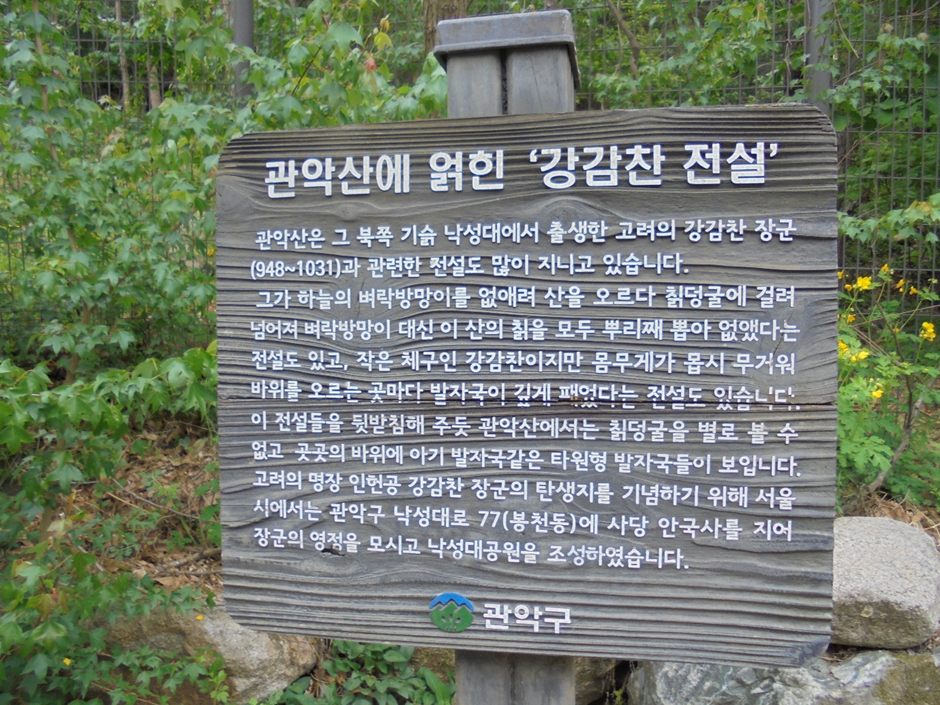 관악산에 얽힌 '강감찬 전설'
관악산은 그 북쪽 기슭 낙성대에서 출생한 고려의 강감찬 장군
(948~1031)과 관련한 전설도 많이 지니고 있습니다.
그가 하늘의 벼락방망이를 없애려 산을 오르다 칡덩굴에 걸려
넘어져 벼락방망이 대신 이 산의 칡을 모두 뿌리째 뽑아 없앴다는
전설도 있고, 작은 체구인 강감찬이지만 몸무게가 몹시 무거워
바위를 오르는 곳마다 발자국이 깊게 패었다는 전설도 있습니다.
이 전설들을 뒷받침해 주듯 관악산에서는 칡덩굴을 별로 볼 수
없고 곳곳의 바위에 아기 발자국같은 타원형 발자국들이 보입니다.
고려의 명장 인헌공 강감찬 장군의 탄생지를 기념하기 위해 서울
시에서는 관악구 낙성대로 77(봉천동)에 사당 안국사를 지어
장군의 영정을 모시고 낙성대공원을 조성하였습니다.
관악구